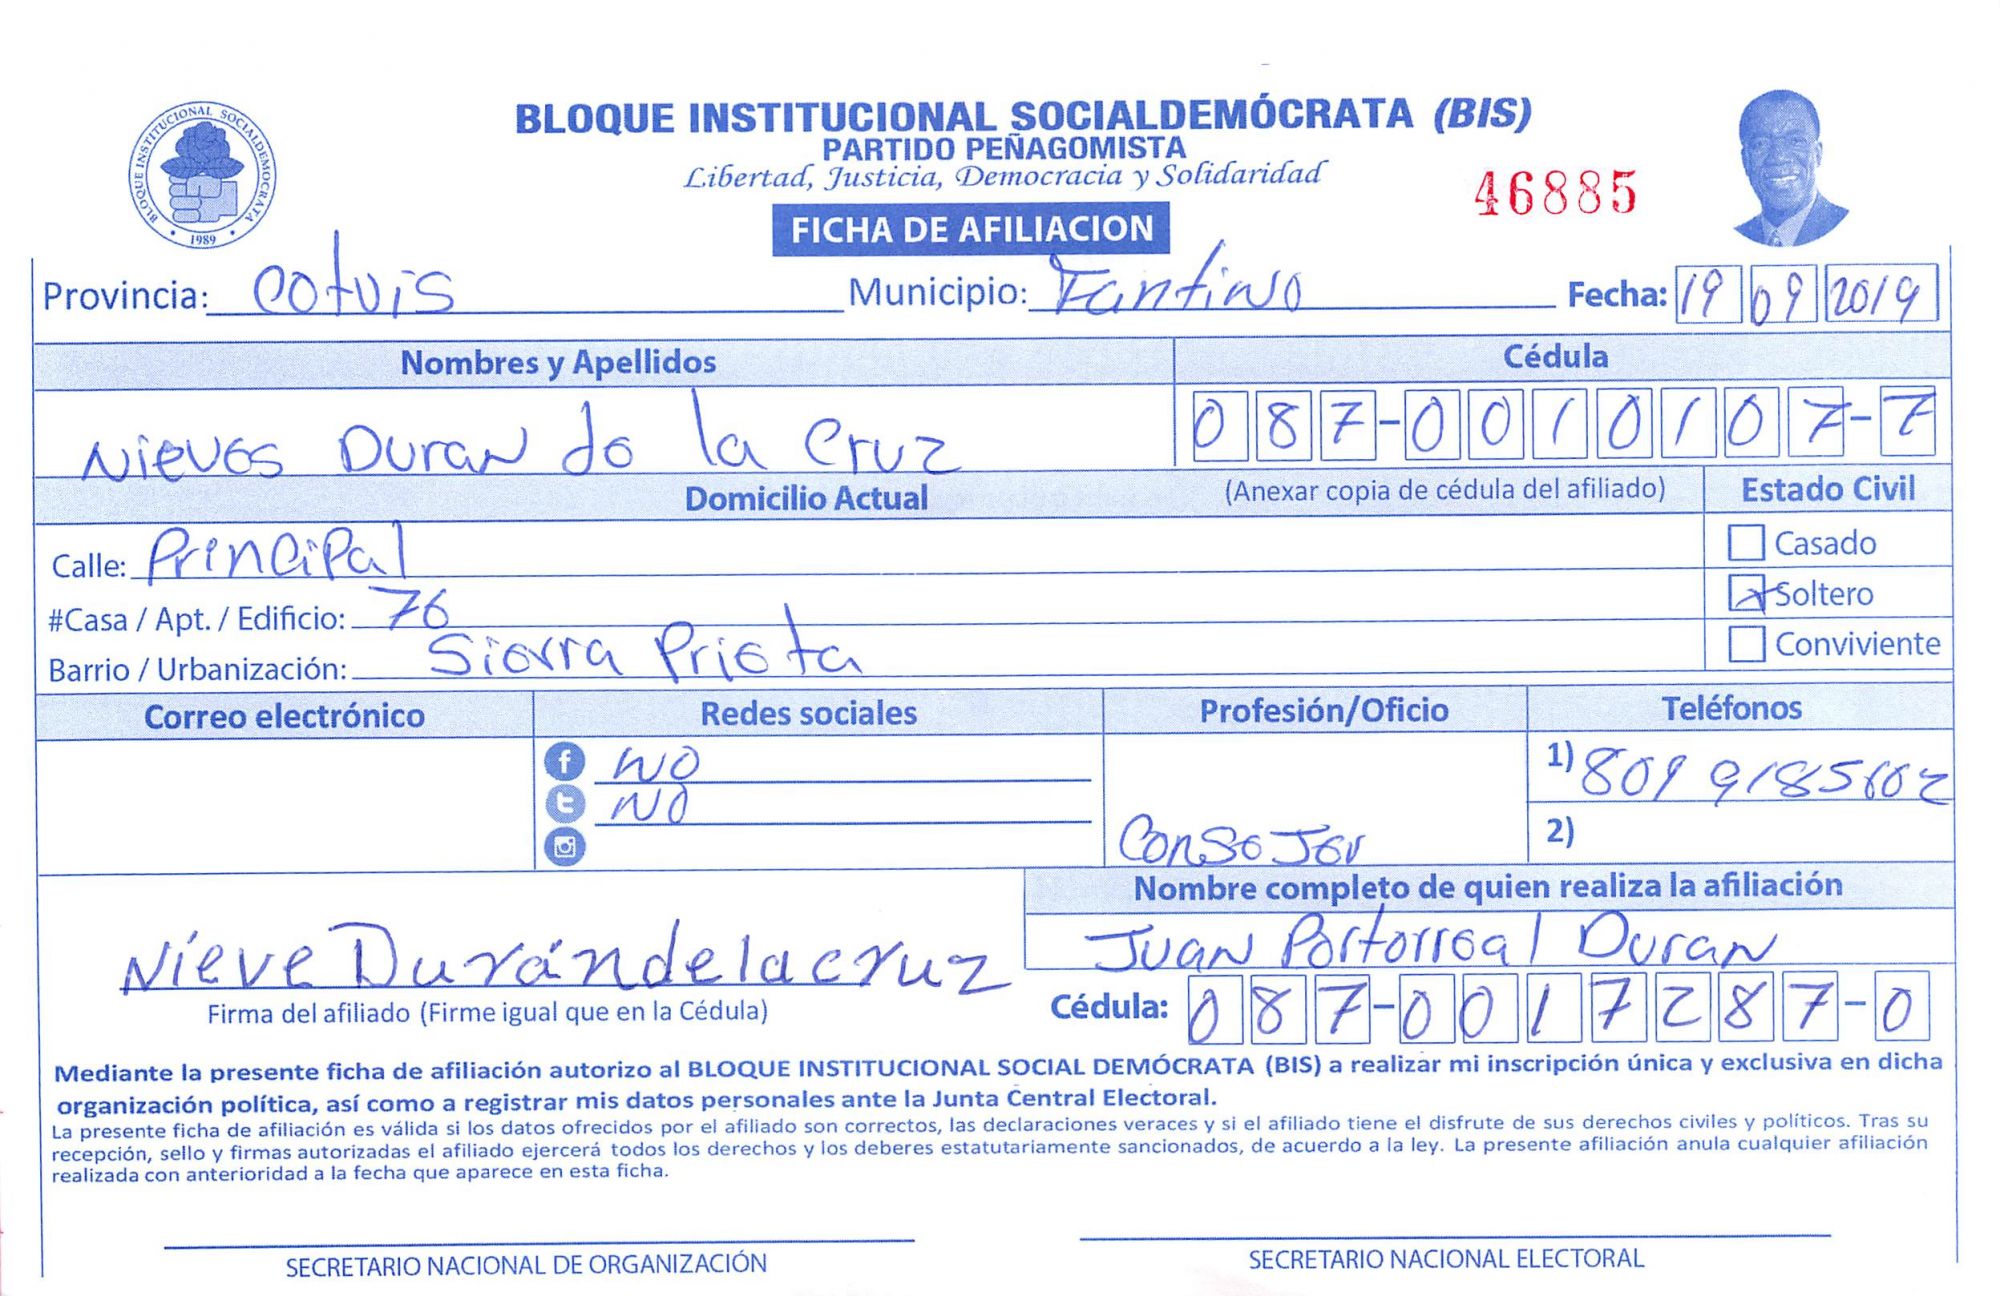 BLOQUE INSTITUCIONAL SOCIALDEMÓCRATA (BIS)
PARTIDO PEÑAGOMISTA
Libertad, Justicia, Democracia y Solidaridad
46885
BLOQUE INSTITUCIONAL SOCIALDEMOCRATA
1989
FICHA DE AFILIACION
Provincia: Cotuis Municipio: Fantino Fecha: 19 09 2019
Nombres y Apellidos Cédula
Nieves Duran de la Cruz 087-0010107-7
Domicilio Actual (Anexar copia de cédula del afiliado) Estado Civil
Calle: Principal Casado
#Casa / Apt. / Edificio: 76 Soltero
Barrio / Urbanización: Sierra Prieta Conviviente
Correo electrónico Redes sociales Profesión/Oficio Teléfonos
NO 1) 809 9185602
NO
Conserjer 2)
Nombre completo de quien realiza la afiliación
Nieve Durán de la cruz Juan Portorreal Duran
Firma del afiliado (Firme igual que en la Cédula) Cédula: 087-0017287-0
Mediante la presente ficha de afiliación autorizo al BLOQUE INSTITUCIONAL SOCIAL DEMÓCRATA (BIS) a realizar mi inscripción única y exclusiva en dicha
organización política, así como a registrar mis datos personales ante la Junta Central Electoral.
La presente ficha de afiliación es válida si los datos ofrecidos por el afiliado son correctos, las declaraciones veraces y si el afiliado tiene el disfrute de sus derechos civiles y políticos. Tras su
recepción, sello y firmas autorizadas el afiliado ejercerá todos los derechos y los deberes estatutariamente sancionados, de acuerdo a la ley. La presente afiliación anula cualquier afiliación
realizada con anterioridad a la fecha que aparece en esta ficha.
SECRETARIO NACIONAL DE ORGANIZACIÓN SECRETARIO NACIONAL ELECTORAL